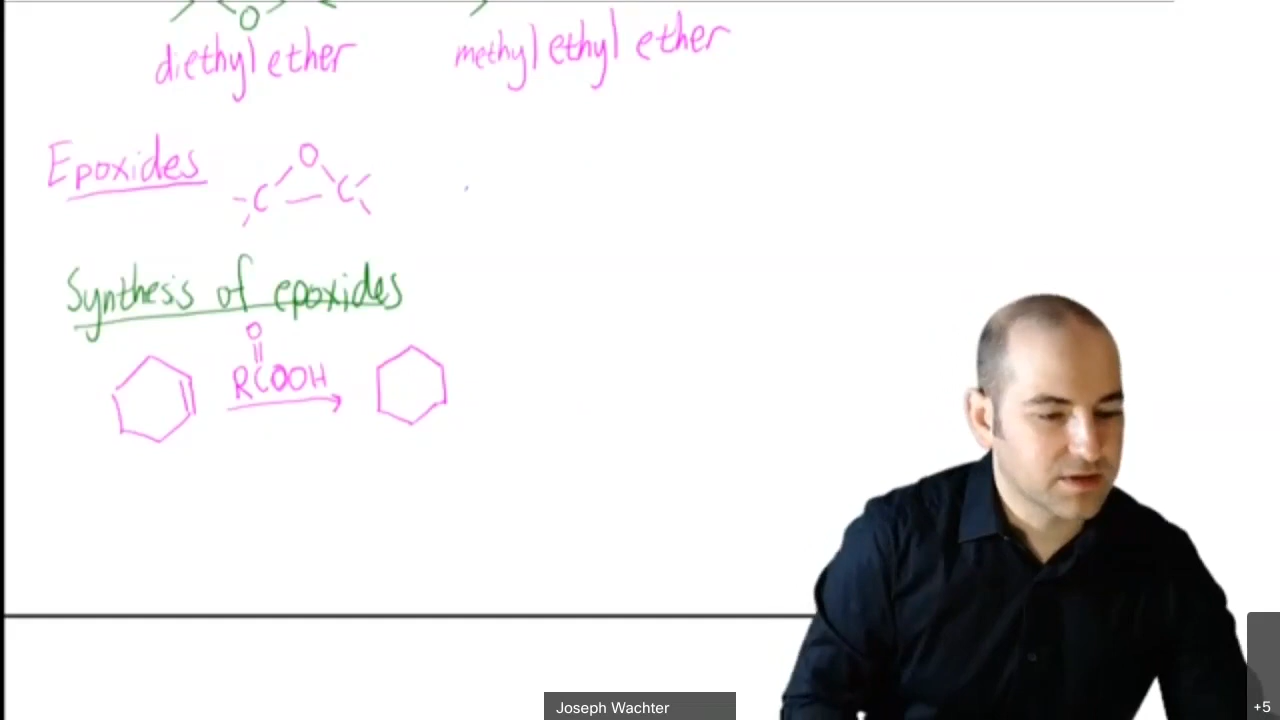 O
diethyl ether methyl ethyl ether
O
Epoxides C C
Synthesis of epoxides
O
RCOOH
Joseph Wachter
+5